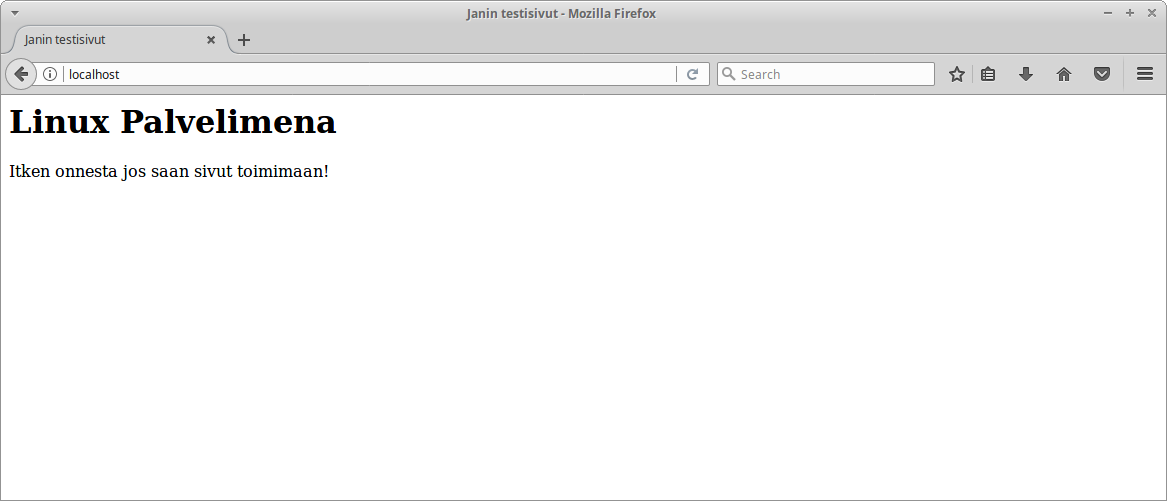 Janin testisivut - Mozilla Firefox
Janin testisivut
localhost
Search
Linux Palvelimena
Itken onnesta jos saan sivut toimimaan!